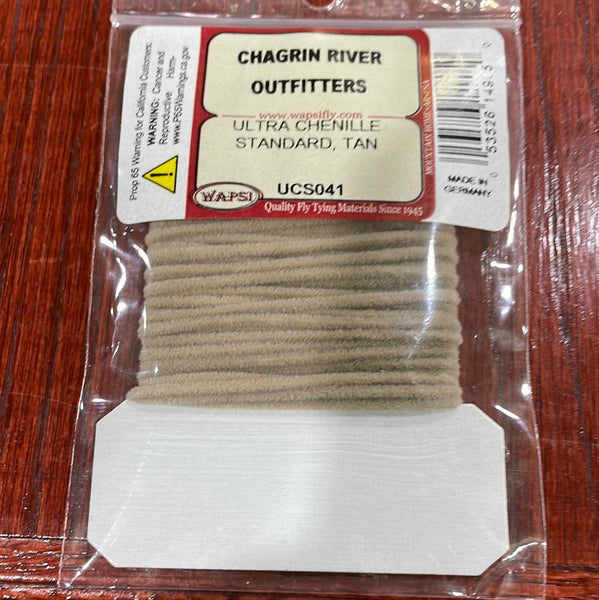 CHAGRIN RIVER
OUTFITTERS
www.wapsifly.com
ULTRA CHENILLE
STANDARD, TAN
UCS041
WAPSI
Quality Fly Tying Materials Since 1945
Prop 65 Warning for California Customers:
WARNING: Cancer and
Reproductive Harm-
www.P65Warnings.ca.gov
MADE IN
GERMANY